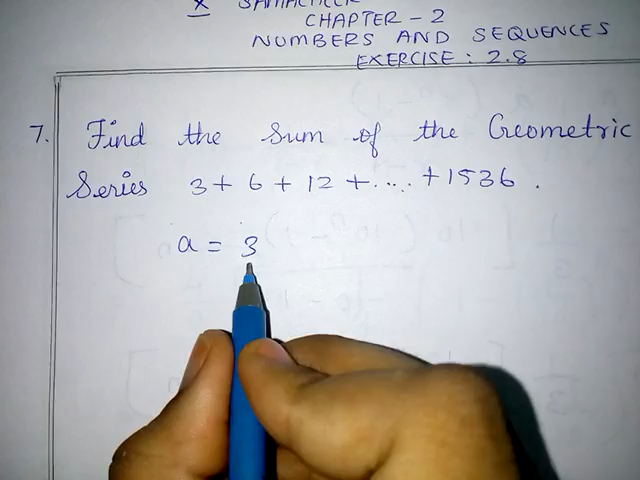 X
CHAPTER - 2
NUMBERS AND SEQUENCES
EXERCISE : 2.8
7. Find the Sum of the Geometric
Series 3 + 6 + 12 + .... + 1536 .
a = 3